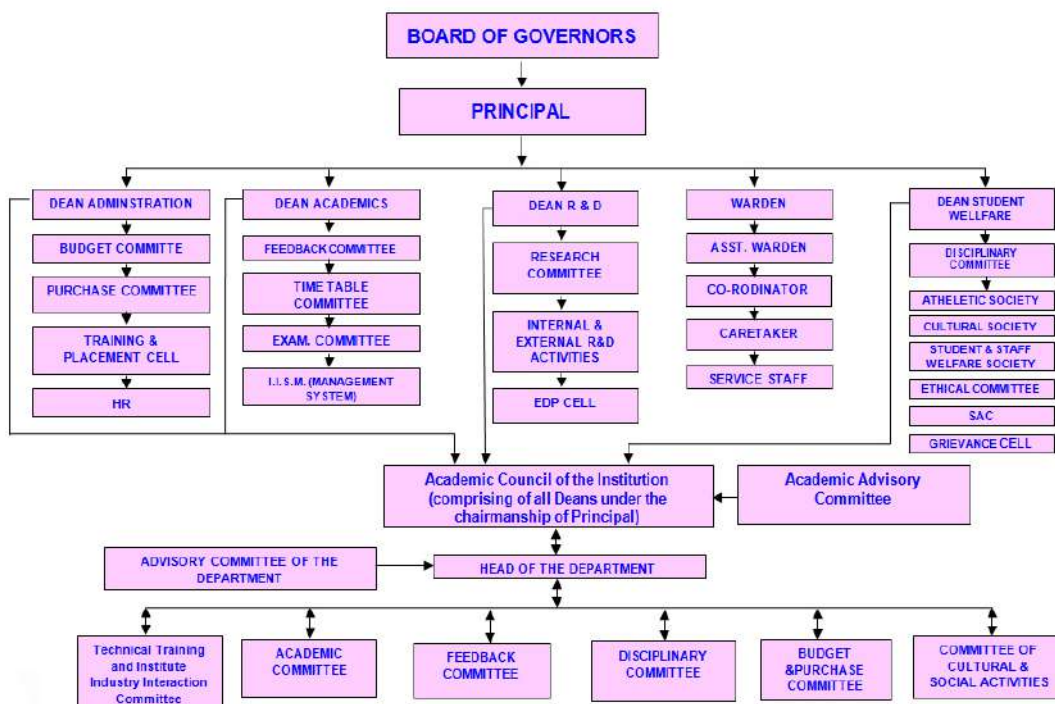 BOARD OF GOVERNORS
PRINCIPAL
DEAN ADMINSTRATION
BUDGET COMMITTE
PURCHASE COMMITTEE
TRAINING &
PLACEMENT CELL
HR
DEAN ACADEMICS
FEEDBACK COMMITTEE
TIME TABLE
COMMITTEE
EXAM. COMMITTEE
I.I.S.M. (MANAGEMENT
SYSTEM)
DEAN R & D
RESEARCH
COMMITTEE
INTERNAL &
EXTERNAL R&D
ACTIVITIES
EDP CELL
WARDEN
ASST. WARDEN
CO-RODINATOR
CARETAKER
SERVICE STAFF
DEAN STUDENT
WELLFARE
DISCIPLINARY
COMMITTEE
ATHELETIC SOCIETY
CULTURAL SOCIETY
STUDENT & STAFF
WELFARE SOCIETY
ETHICAL COMMITTEE
SAC
GRIEVANCE CELL
Academic Council of the Institution
(comprising of all Deans under the
chairmanship of Principal)
Academic Advisory
Committee
ADVISORY COMMITTEE OF THE
DEPARTMENT
HEAD OF THE DEPARTMENT
Technical Training
and Institute
Industry Interaction
Committee
ACADEMIC
COMMITTEE
FEEDBACK
COMMITTEE
DISCIPLINARY
COMMITTEE
BUDGET
&PURCHASE
COMMITTEE
COMMITTEE OF
CULTURAL &
SOCIAL ACTIVITIES